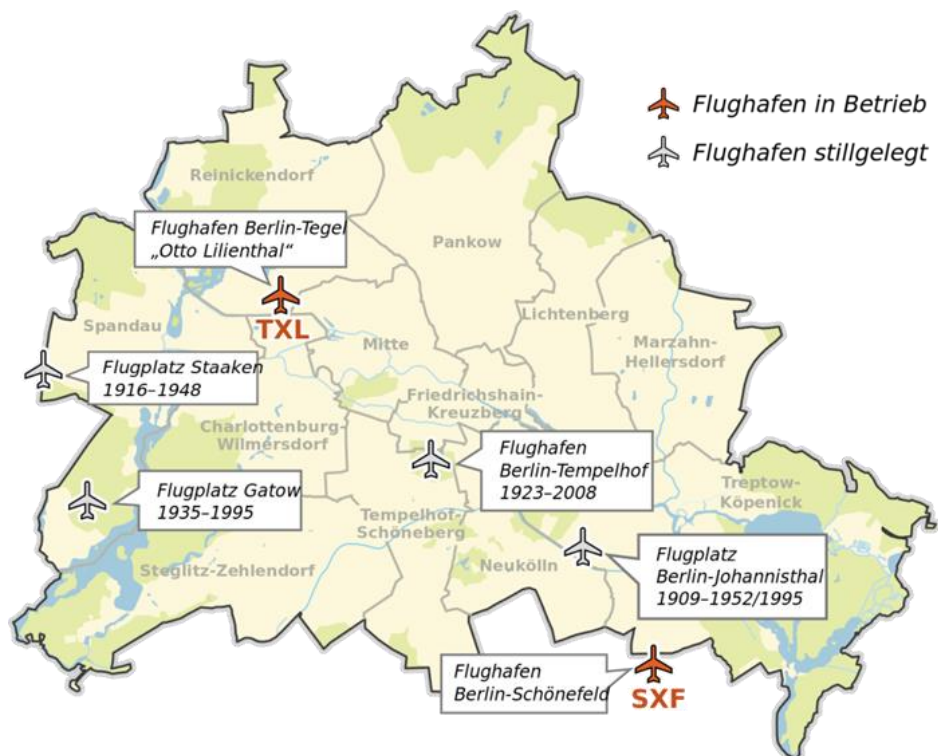 Flughafen in Betrieb
Flughafen stillgelegt
Reinickendorf
Flughafen Berlin-Tegel
„Otto Lilienthal“
Pankow
TXL
Spandau
Mitte
Lichtenberg
Marzahn-
Hellersdorf
Flugplatz Staaken
1916–1948
Friedrichshain-
Kreuzberg
Charlottenburg-
Wilmersdorf
Flughafen
Berlin-Tempelhof
1923–2008
Flugplatz Gatow
1935–1995
Treptow-
Köpenick
Tempelhof-
Schöneberg
Steglitz-Zehlendorf
Neukölln
Flugplatz
Berlin-Johannisthal
1909–1952/1995
Flughafen
Berlin-Schönefeld
SXF